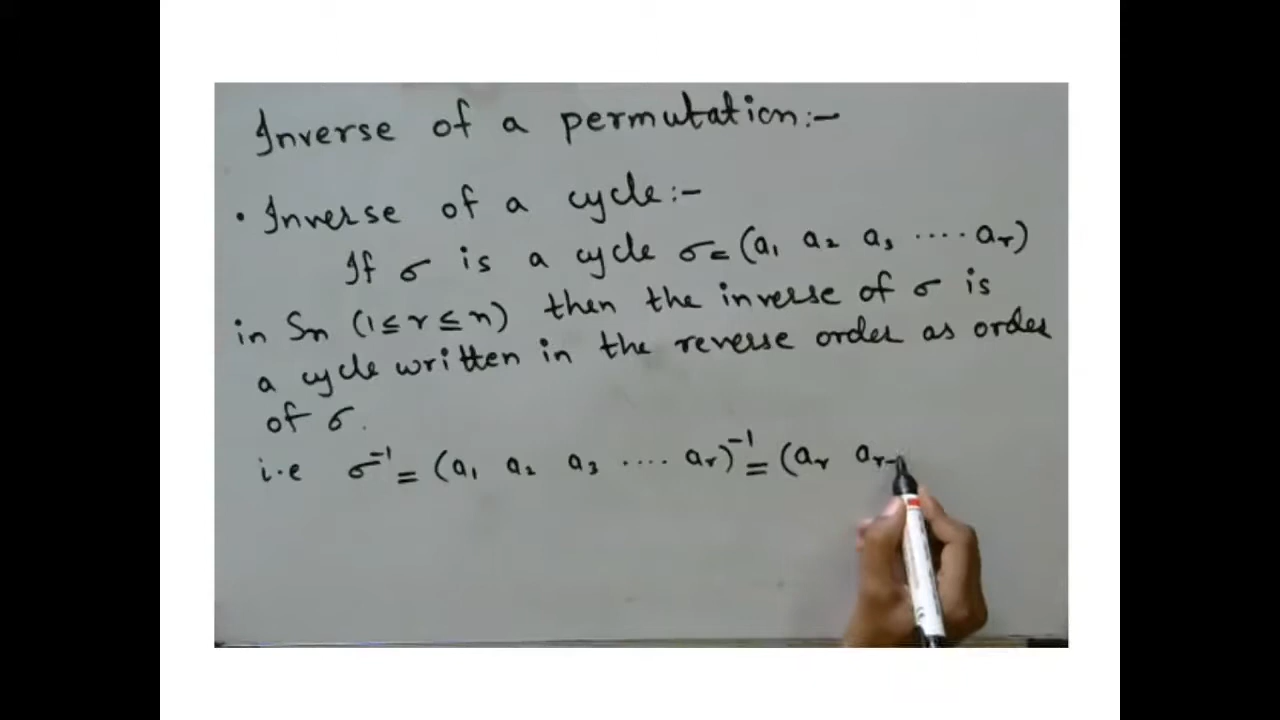 Inverse of a permutation:-
• Inverse of a cycle:-
If σ is a cycle σ = (a₁ a₂ a₃ ····· aᵣ)
in Sₙ (1 ≤ r ≤ n) then the inverse of σ is
a cycle written in the reverse order as order
of σ.
i.e σ⁻¹ = (a₁ a₂ a₃ ···· aᵣ)⁻¹ = (aᵣ aᵣ₋